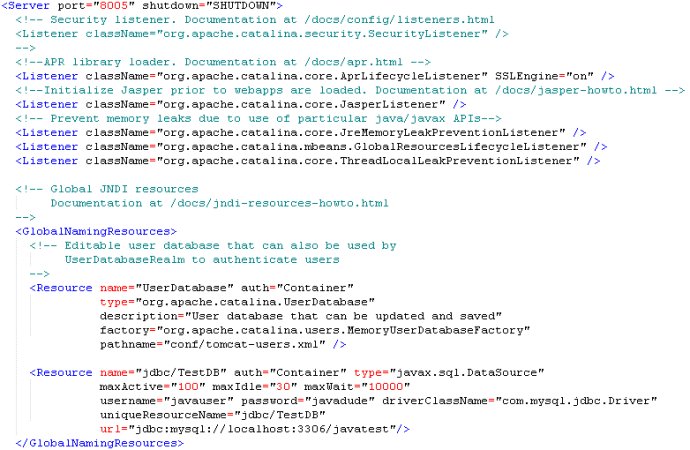 <Server port="8005" shutdown="SHUTDOWN">
<!-- Security listener. Documentation at /docs/config/listeners.html
<Listener className="org.apache.catalina.security.SecurityListener" />
-->
<!--APR library loader. Documentation at /docs/apr.html -->
<Listener className="org.apache.catalina.core.AprLifecycleListener" SSLEngine="on" />
<!--Initialize Jasper prior to webapps are loaded. Documentation at /docs/jasper-howto.html -->
<Listener className="org.apache.catalina.core.JasperListener" />
<!-- Prevent memory leaks due to use of particular java/javax APIs-->
<Listener className="org.apache.catalina.core.JreMemoryLeakPreventionListener" />
<Listener className="org.apache.catalina.mbeans.GlobalResourcesLifecycleListener" />
<Listener className="org.apache.catalina.core.ThreadLocalLeakPreventionListener" />
<!-- Global JNDI resources
Documentation at /docs/jndi-resources-howto.html
-->
<GlobalNamingResources>
<!-- Editable user database that can also be used by
UserDatabaseRealm to authenticate users
-->
<Resource name="UserDatabase" auth="Container"
type="org.apache.catalina.UserDatabase"
description="User database that can be updated and saved"
factory="org.apache.catalina.users.MemoryUserDatabaseFactory"
pathname="conf/tomcat-users.xml" />
<Resource name="jdbc/TestDB" auth="Container" type="javax.sql.DataSource"
maxActive="100" maxIdle="30" maxWait="10000"
username="javauser" password="javadude" driverClassName="com.mysql.jdbc.Driver"
uniqueResourceName="jdbc/TestDB"
url="jdbc:mysql://localhost:3306/javatest"/>
</GlobalNamingResources>